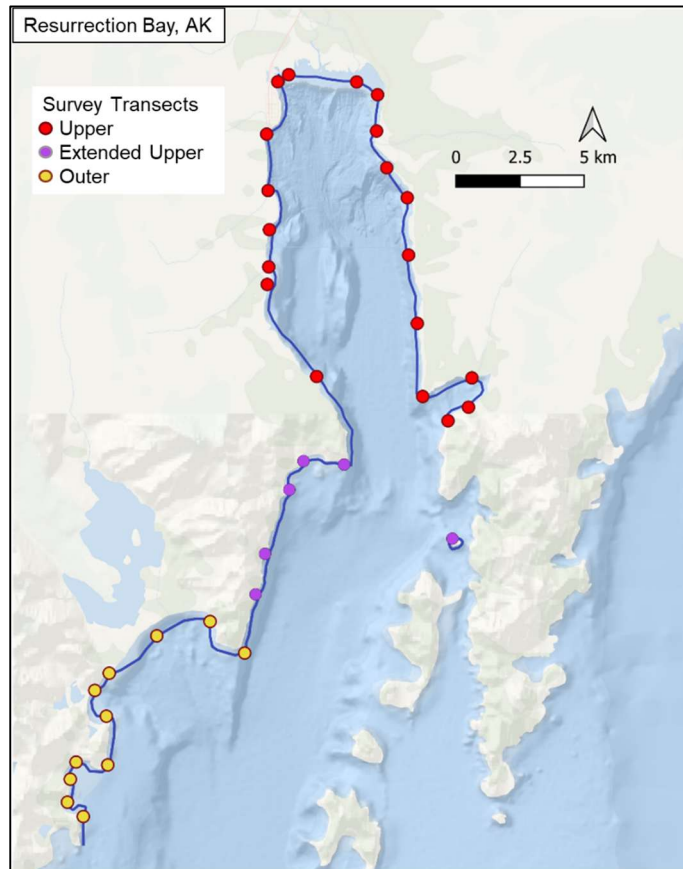 Resurrection Bay, AK
Survey Transects
Upper
Extended Upper
Outer
0 2.5 5 km